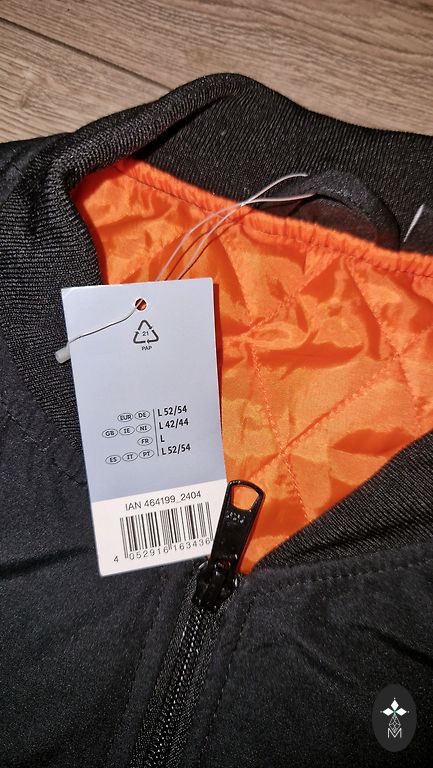 21
PAP
EUR DE L 52/54
GB IE NI L 42/44
FR L
ES IT PT L 52/54
IAN 464199_2404
4 052916 163436
M